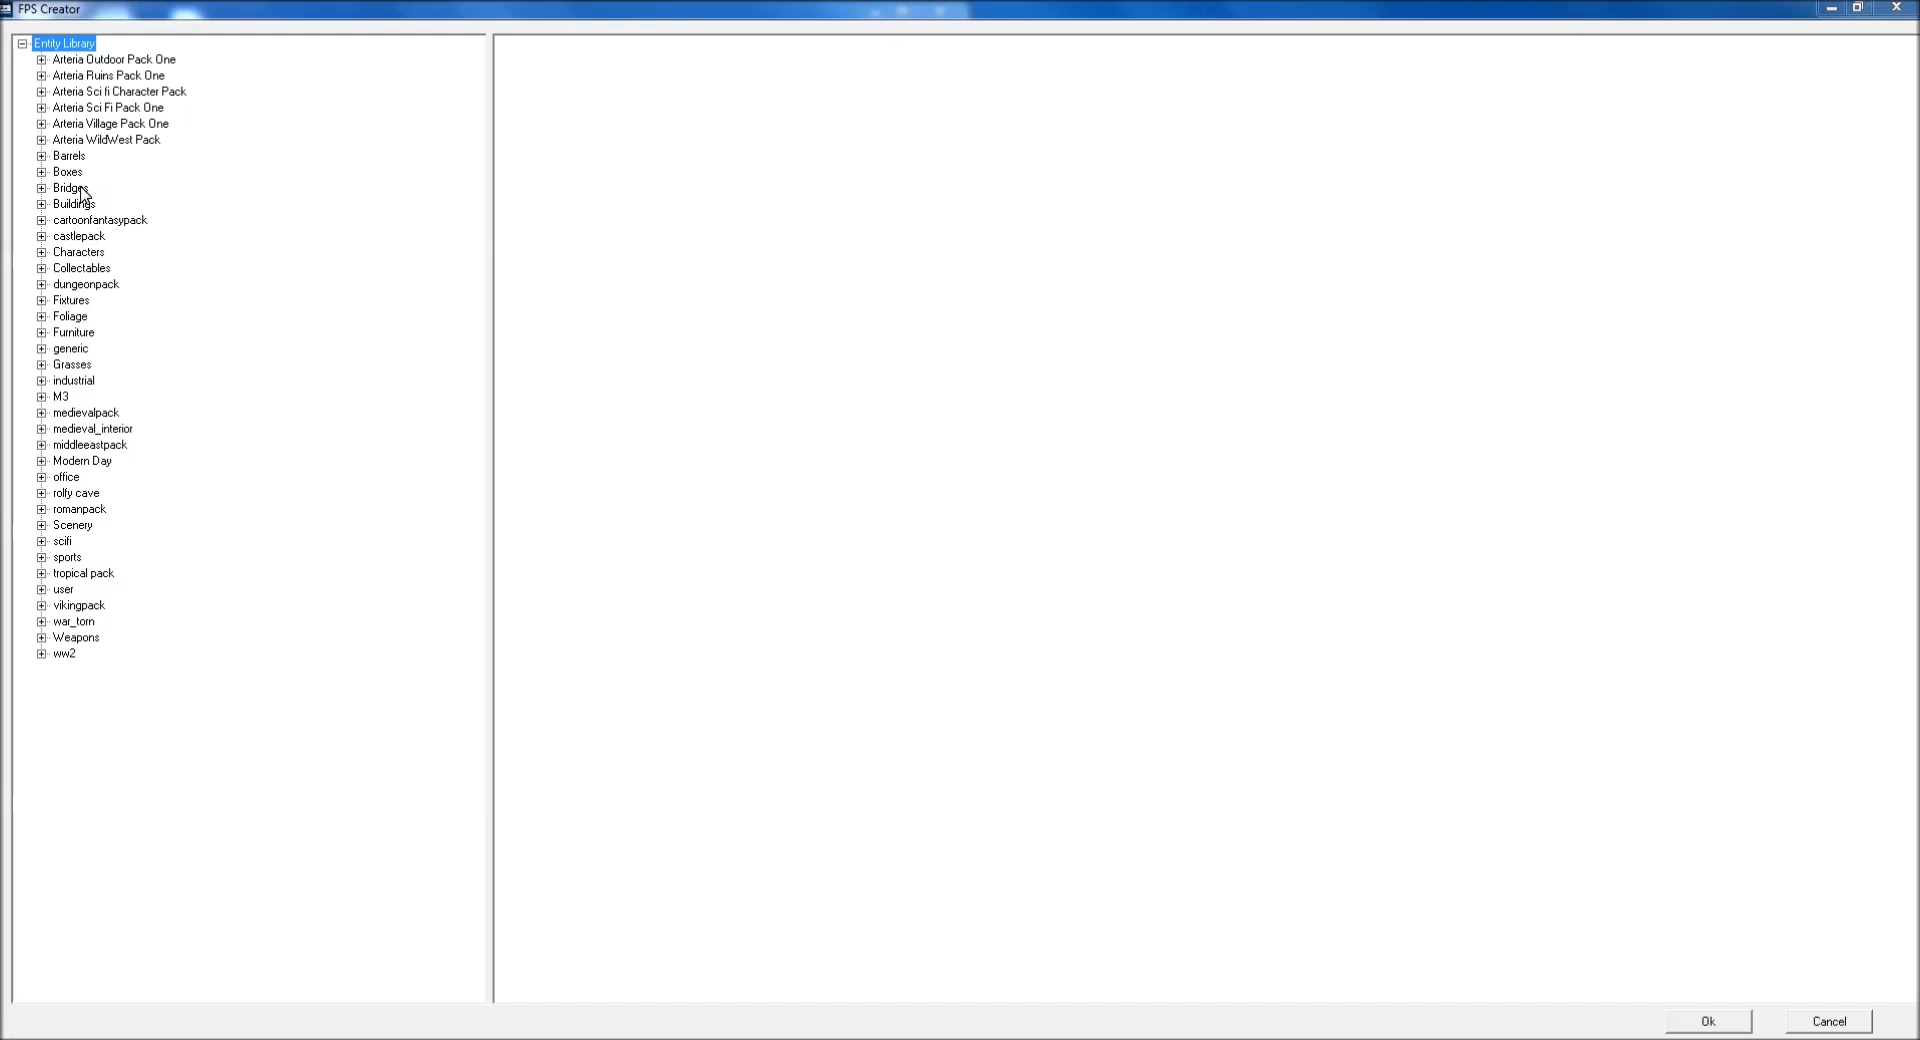 FPS Creator
Entity Library
Arteria Outdoor Pack One
Arteria Ruins Pack One
Arteria Sci fi Character Pack
Arteria Sci Fi Pack One
Arteria Village Pack One
Arteria WildWest Pack
Barrels
Boxes
Bridges
Buildings
cartoonfantasypack
castlepack
Characters
Collectables
dungeonpack
Fixtures
Foliage
Furniture
generic
Grasses
industrial
M3
medievalpack
medieval_interior
middleeastpack
Modern Day
office
rolfy cave
romanpack
Scenery
scifi
sports
tropical pack
user
vikingpack
war_torn
Weapons
ww2
Ok Cancel